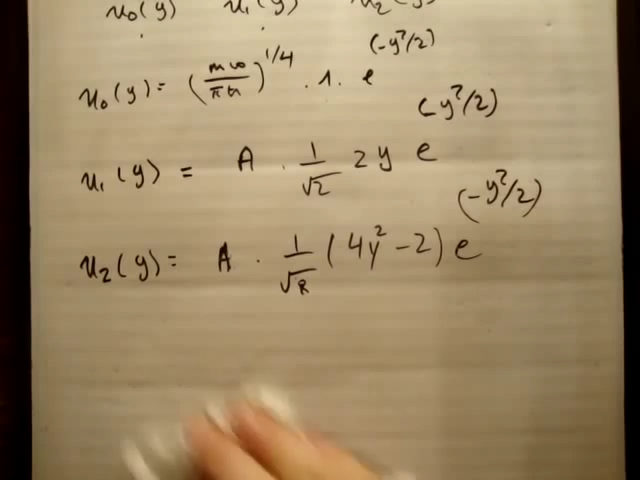 u₀(y) u₁(y) u₂(y)
u₀(y) = (mω/πħ)^1/4 . 1. e^(-y²/2)
u₁(y) = A . 1/√2 2y e^(-y²/2)
u₂(y) = A . 1/√8 (4y² - 2) e^(-y²/2)